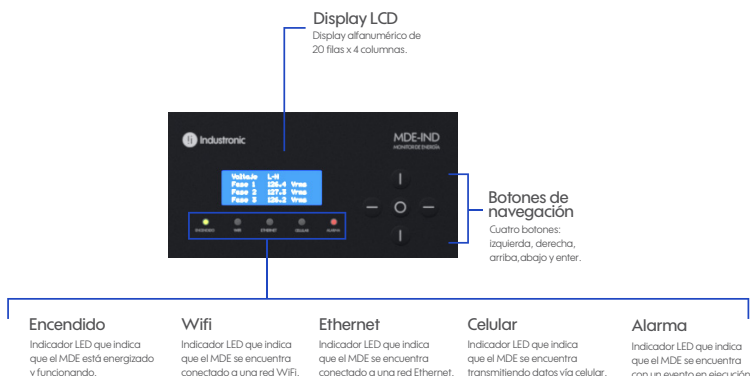 Display LCD
Display alfanumérico de
20 filas x 4 columnas.
Industronic
MDE-IND
MONITOR DE ENERGÍA
Voltaje L-N
Fase 1 126.4 Vrms
Fase 2 127.3 Vrms
Fase 3 126.2 Vrms
ENCENDIDO WIFI ETHERNET CELULAR ALARMA
Botones de
navegación
Cuatro botones:
izquierda, derecha,
arriba,abajo y enter.
Encendido
Indicador LED que indica
que el MDE está energizado
y funcionando.
Wifi
Indicador LED que indica
que el MDE se encuentra
conectado a una red WiFi.
Ethernet
Indicador LED que indica
que el MDE se encuentra
conectado a una red Ethernet.
Celular
Indicador LED que indica
que el MDE se encuentra
transmitiendo datos vía celular.
Alarma
Indicador LED que indica
que el MDE se encuentra
con un evento en ejecución